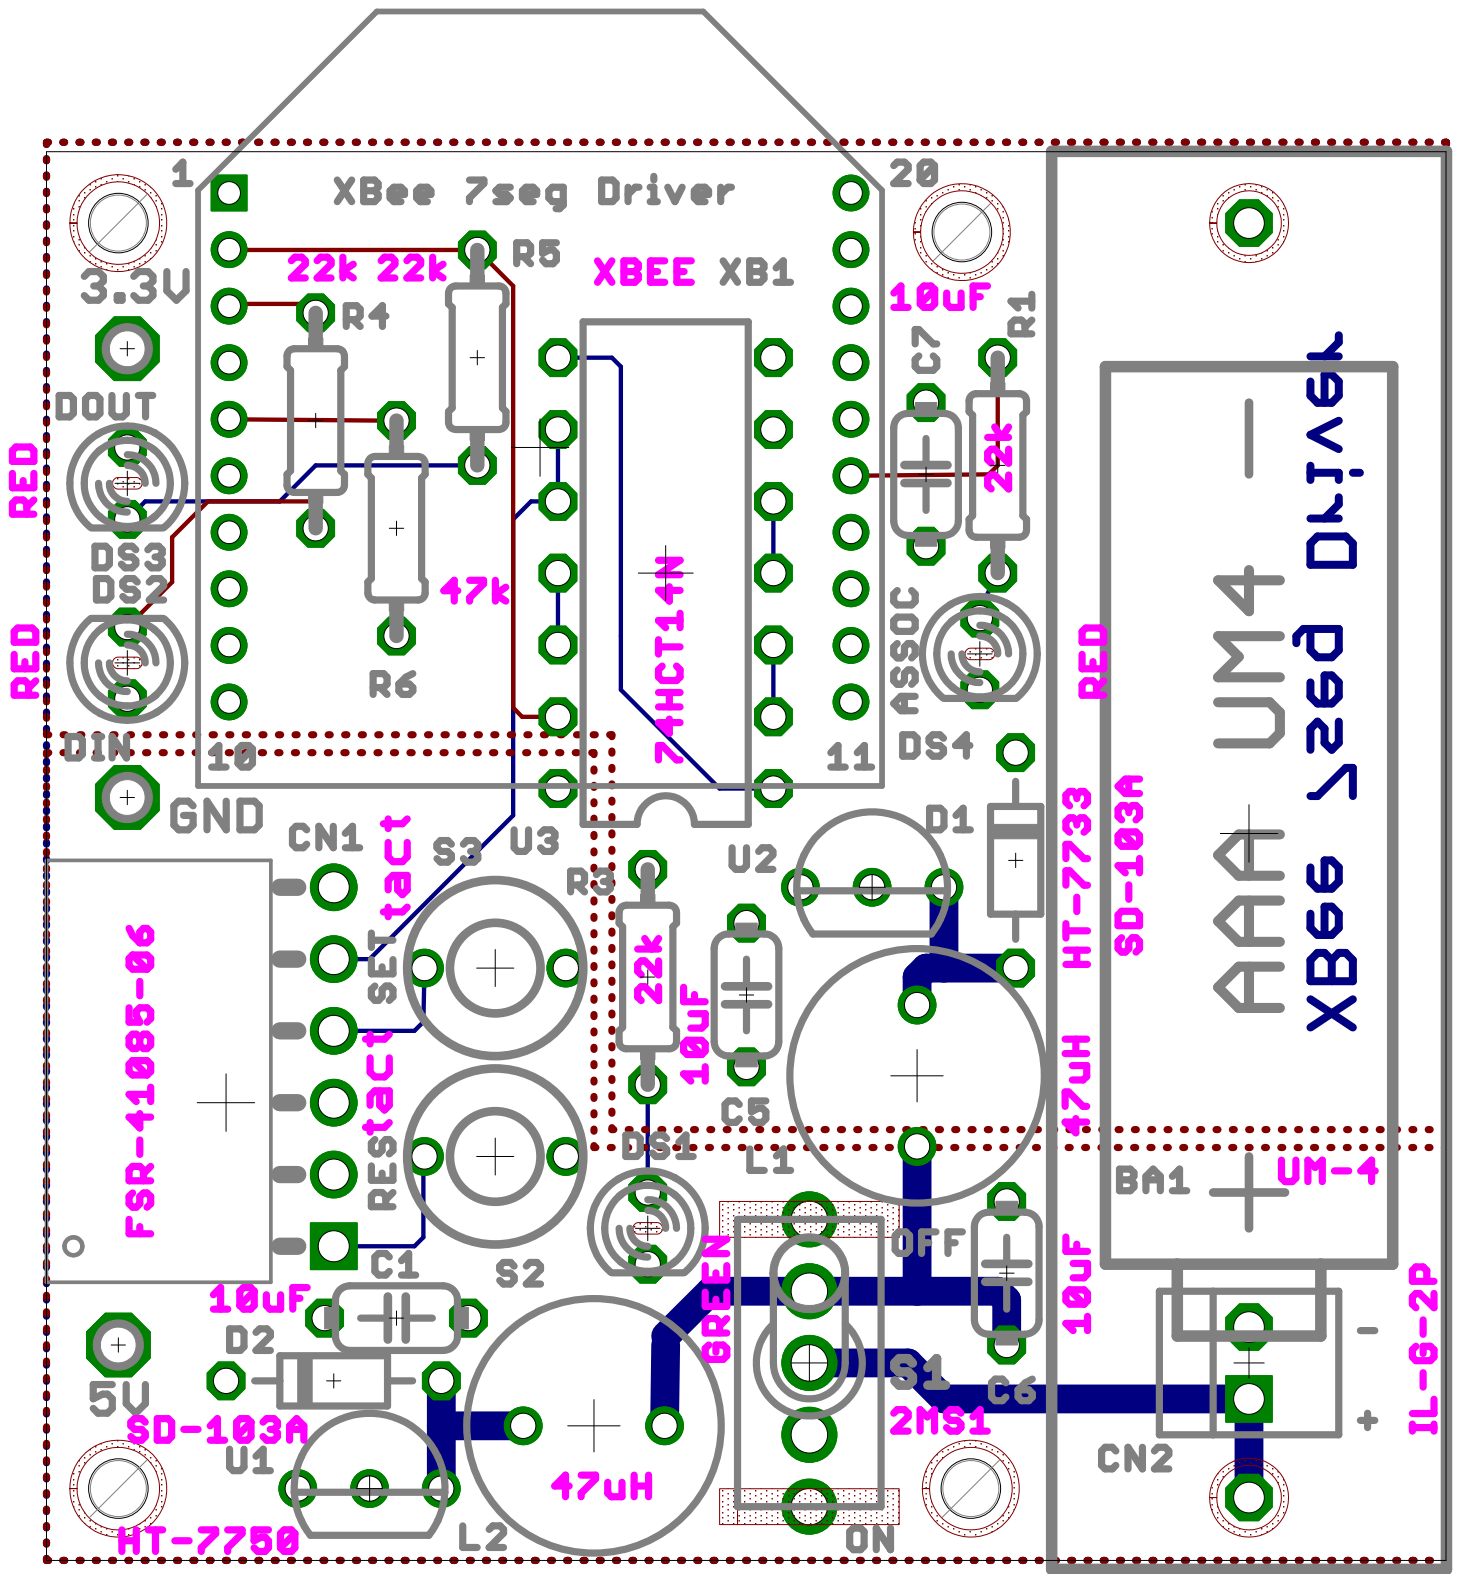 1
XBee 7seg Driver
20
3.3V
22k
22k
R5
XBEE
XB1
10uF
R1
R4
C7
DOUT
RED
22k
DS3
DS2
47k
RED
74HCT14N
ASSOC
RED
R6
DIN
10
11
DS4
GND
CN1
tact
S3
U3
U2
D1
HT-7733
SD-103A
AAA UM4 -
XBee 7seg Driver
R3
SET
22k
10uF
FSR-41085-06
tact
RES
C5
DS1
L1
47uH
BA1
+
UM-4
OFF
C1
S2
10uF
GREEN
10uF
D2
5V
SD-103A
S1
C6
2MS1
-
+
IL-G-2P
U1
CN2
47uH
HT-7750
L2
ON